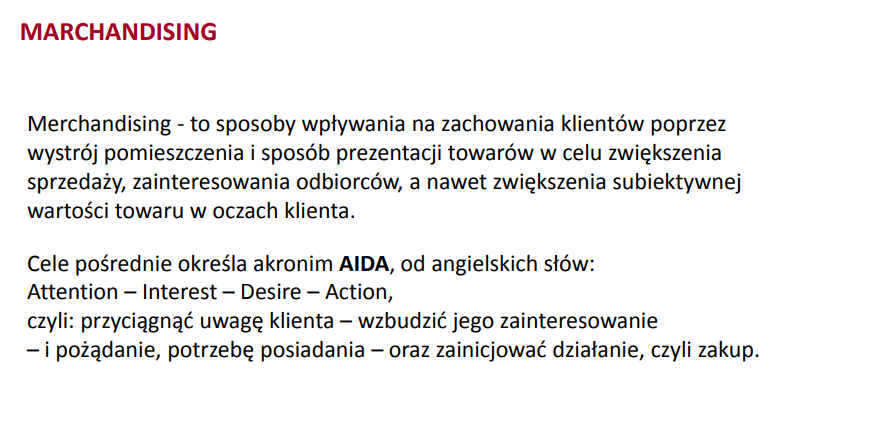 MARCHANDISING
Merchandising - to sposoby wpływania na zachowania klientów poprzez
wystrój pomieszczenia i sposób prezentacji towarów w celu zwiększenia
sprzedaży, zainteresowania odbiorców, a nawet zwiększenia subiektywnej
wartości towaru w oczach klienta.
Cele pośrednie określa akronim AIDA, od angielskich słów:
Attention – Interest – Desire – Action,
czyli: przyciągnąć uwagę klienta – wzbudzić jego zainteresowanie
– i pożądanie, potrzebę posiadania – oraz zainicjować działanie, czyli zakup.